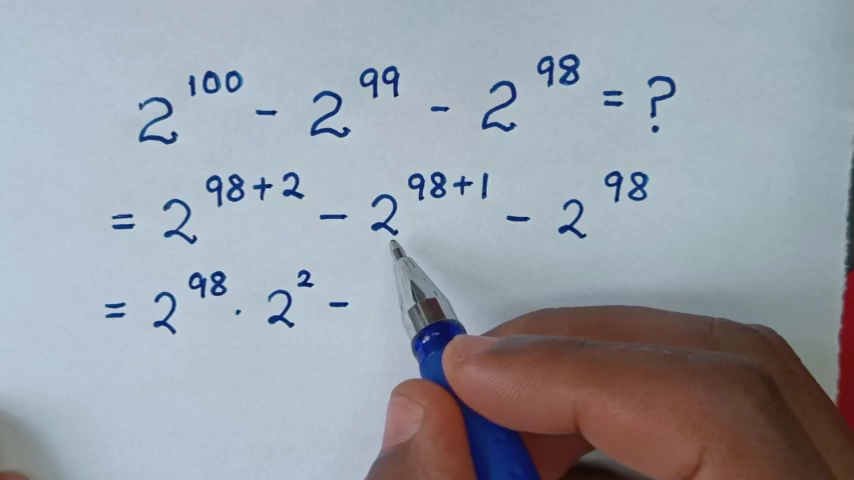 2^100 - 2^99 - 2^98 = ?
= 2^98+2 - 2^98+1 - 2^98
= 2^98 · 2^2 -